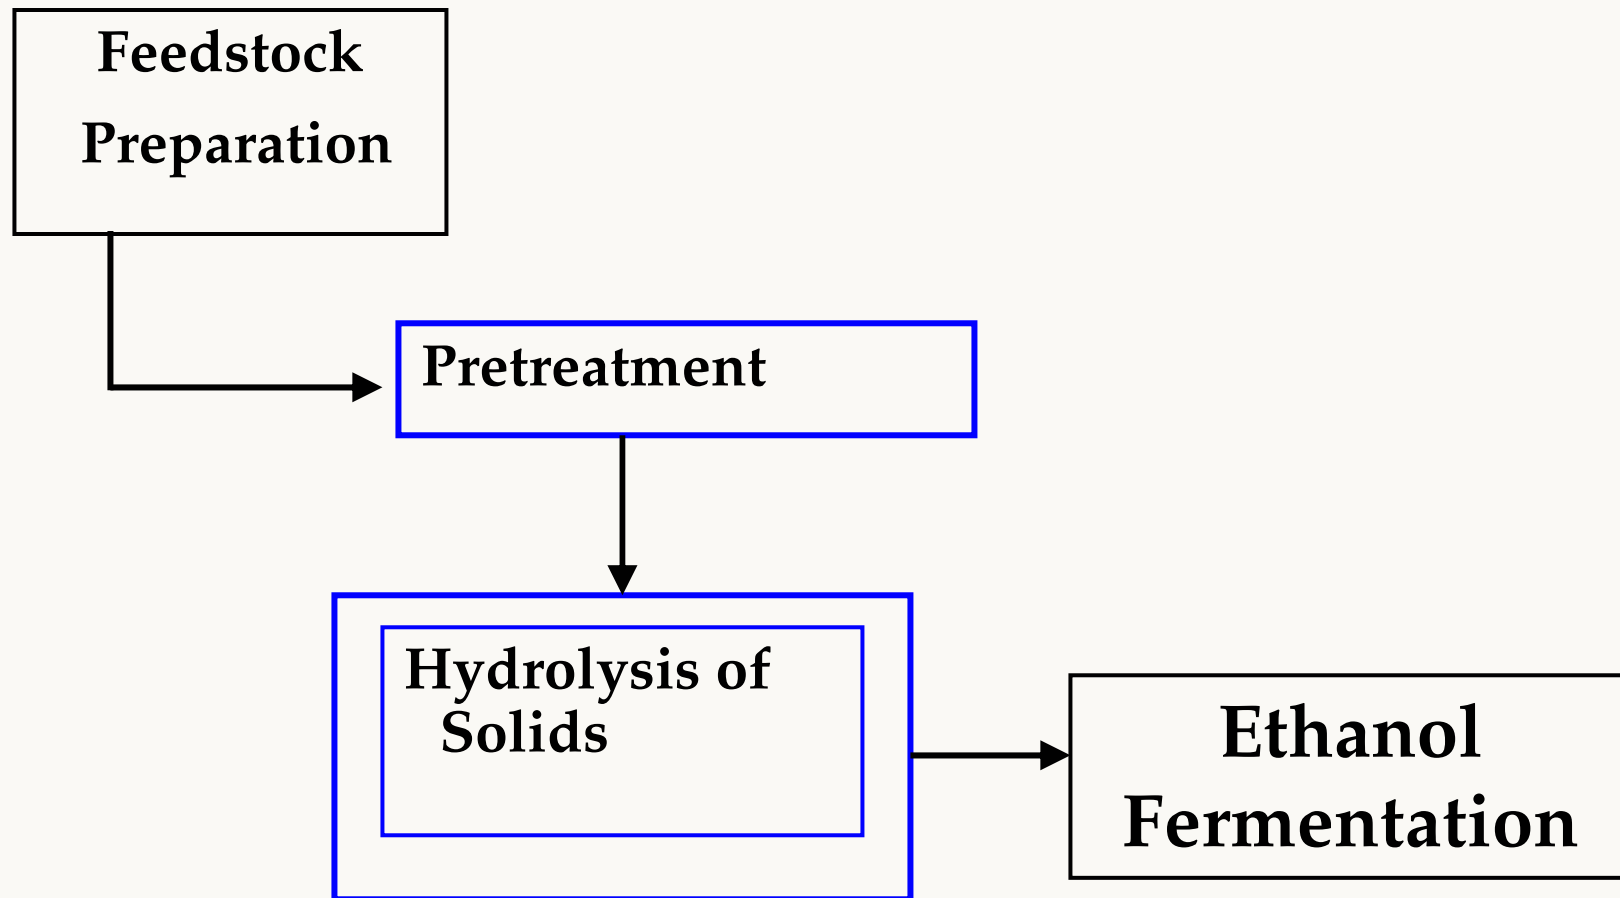 Feedstock
Preparation
Pretreatment
Hydrolysis of
Solids
Ethanol
Fermentation